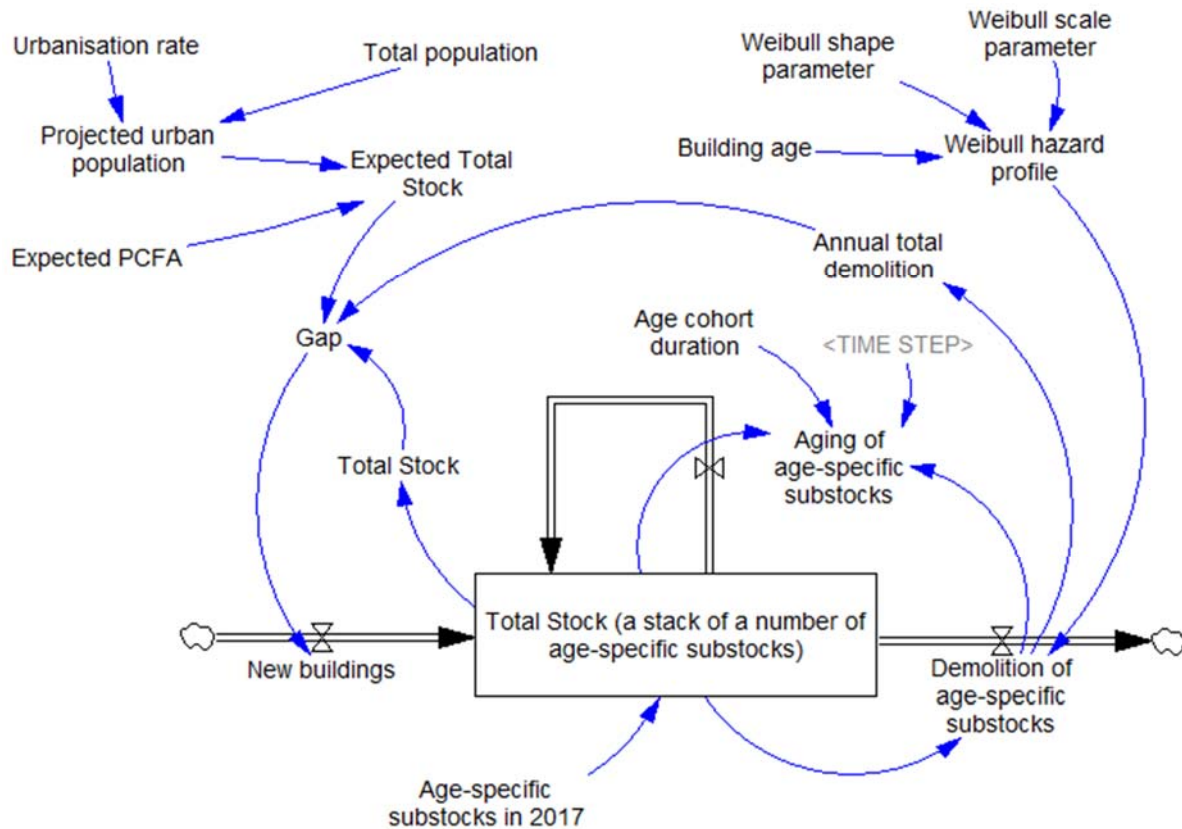 Urbanisation rate
Total population
Weibull shape
parameter
Weibull scale
parameter
Projected urban
population
Expected Total
Stock
Building age
Weibull hazard
profile
Expected PCFA
Annual total
demolition
Gap
Age cohort
duration
<TIME STEP>
Aging of
age-specific
substocks
Total Stock
Total Stock (a stack of a number of
age-specific substocks)
New buildings
Demolition of
age-specific
substocks
Age-specific
substocks in 2017